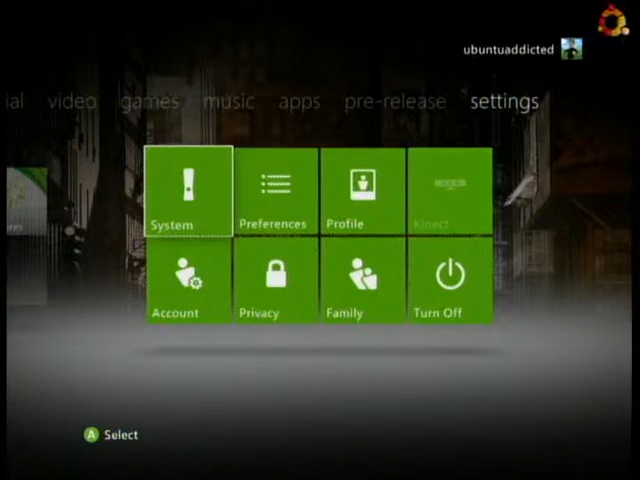 ubuntuaddicted
ial video games music apps pre-release settings
System Preferences Profile Kinect
Account Privacy Family Turn Off
A Select